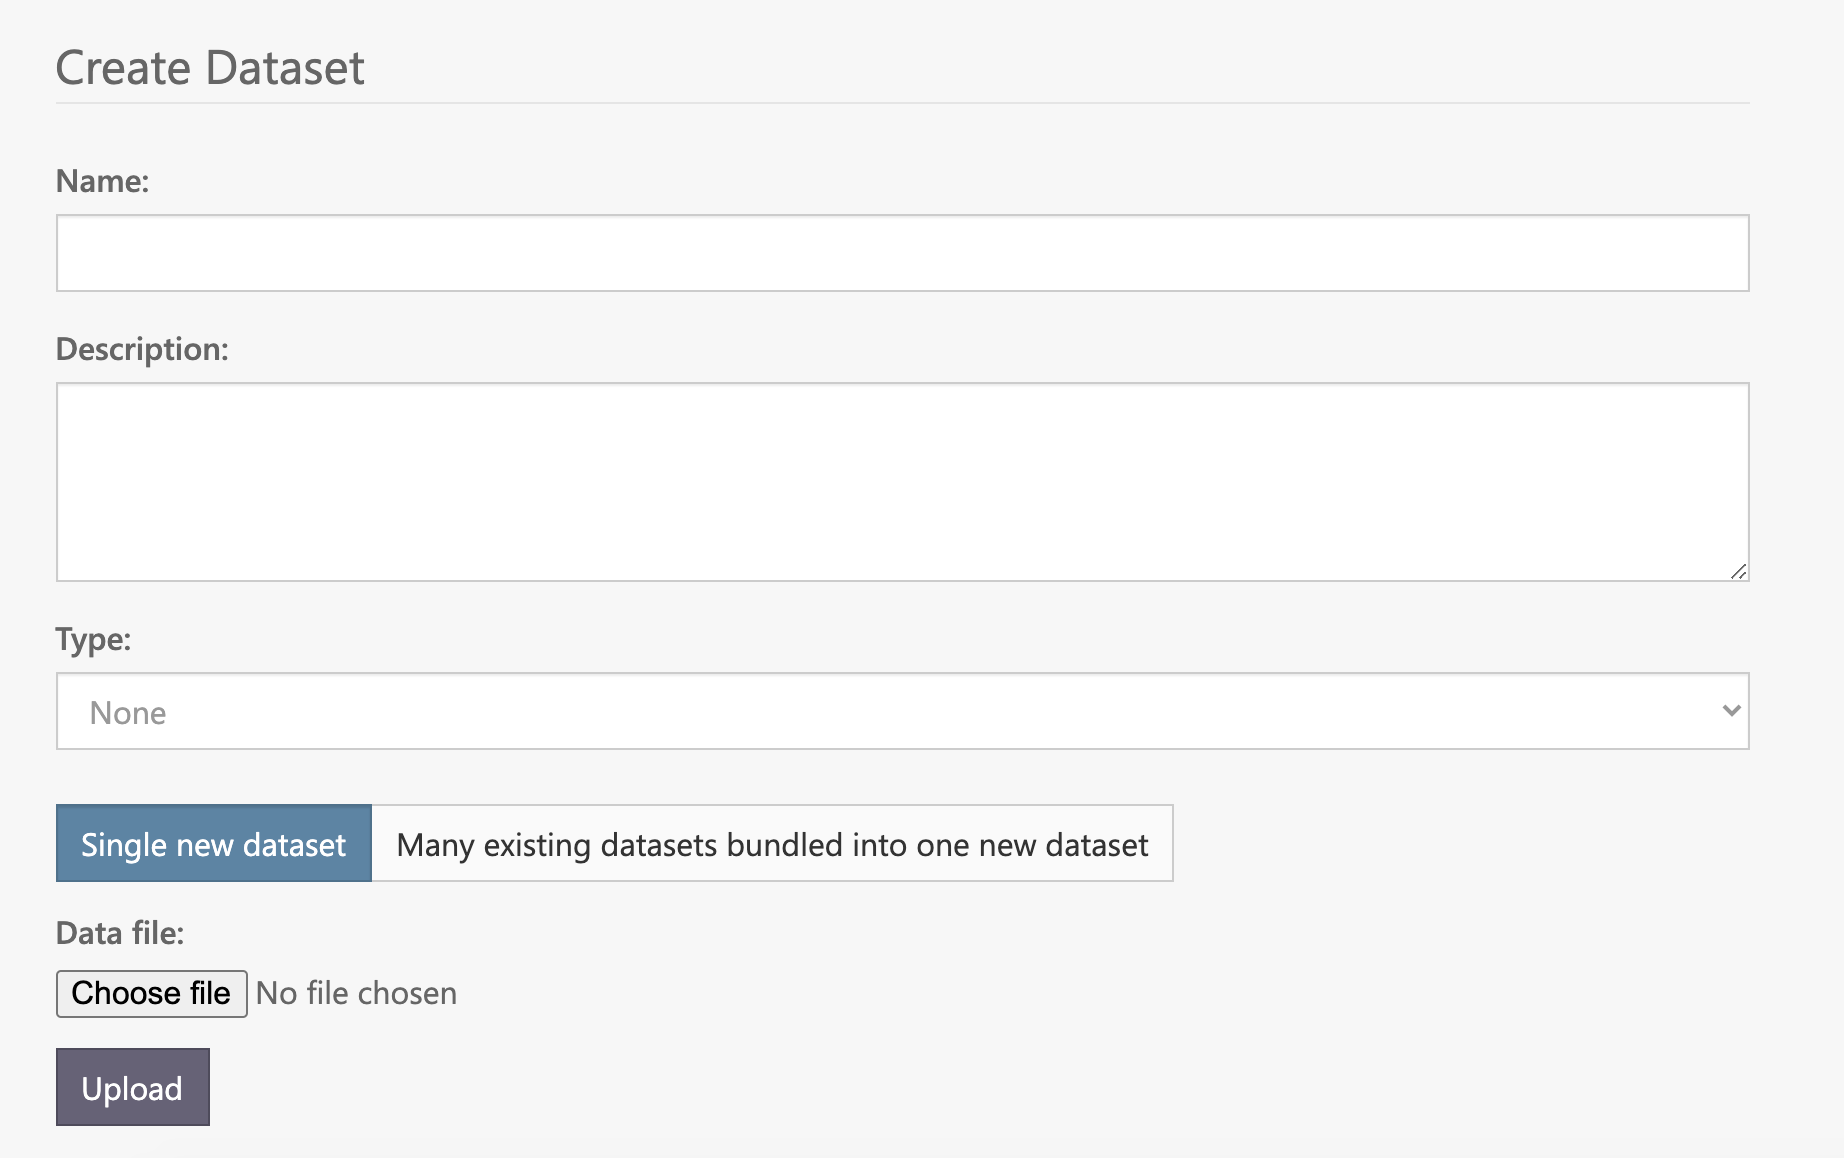 Create Dataset
Name:
Description:
Type:
None
Single new dataset Many existing datasets bundled into one new dataset
Data file:
Choose file No file chosen
Upload